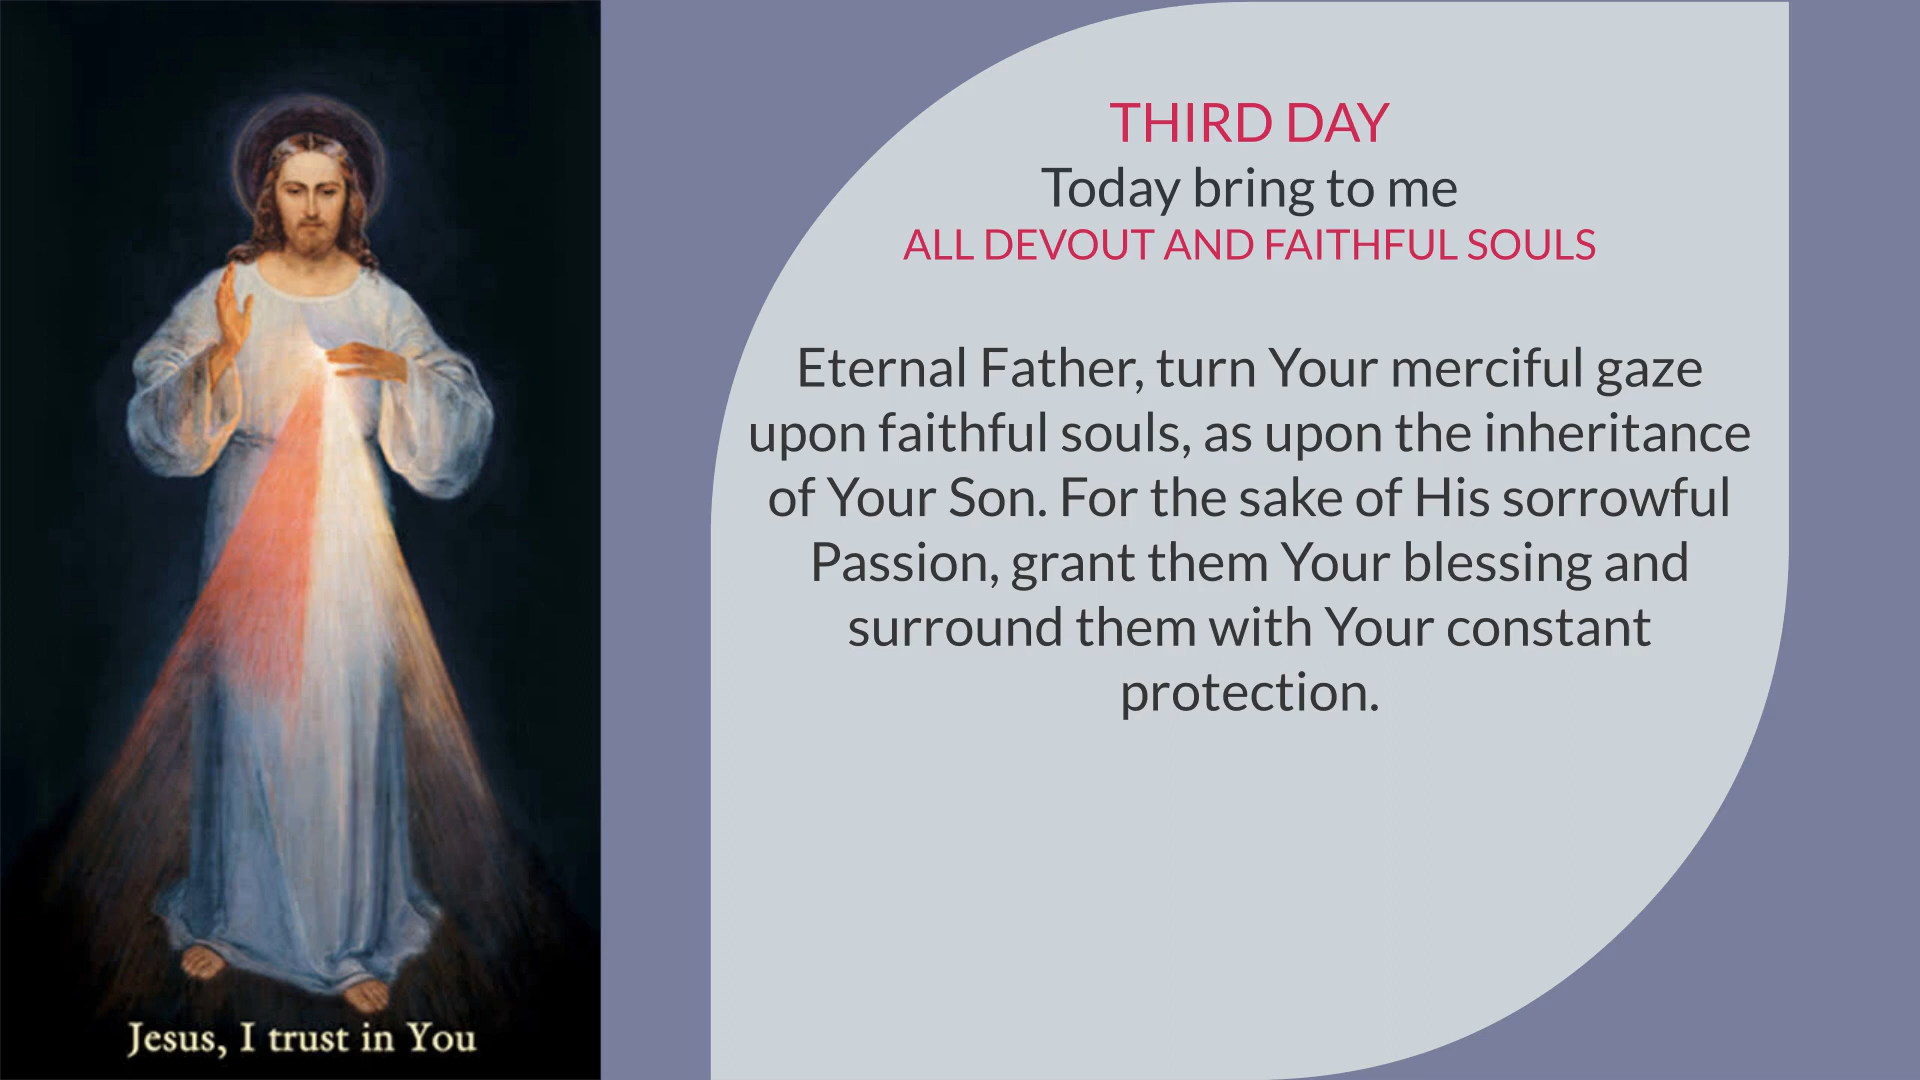 THIRD DAY
Today bring to me
ALL DEVOUT AND FAITHFUL SOULS
Eternal Father, turn Your merciful gaze
upon faithful souls, as upon the inheritance
of Your Son. For the sake of His sorrowful
Passion, grant them Your blessing and
surround them with Your constant
protection.
Jesus, I trust in You